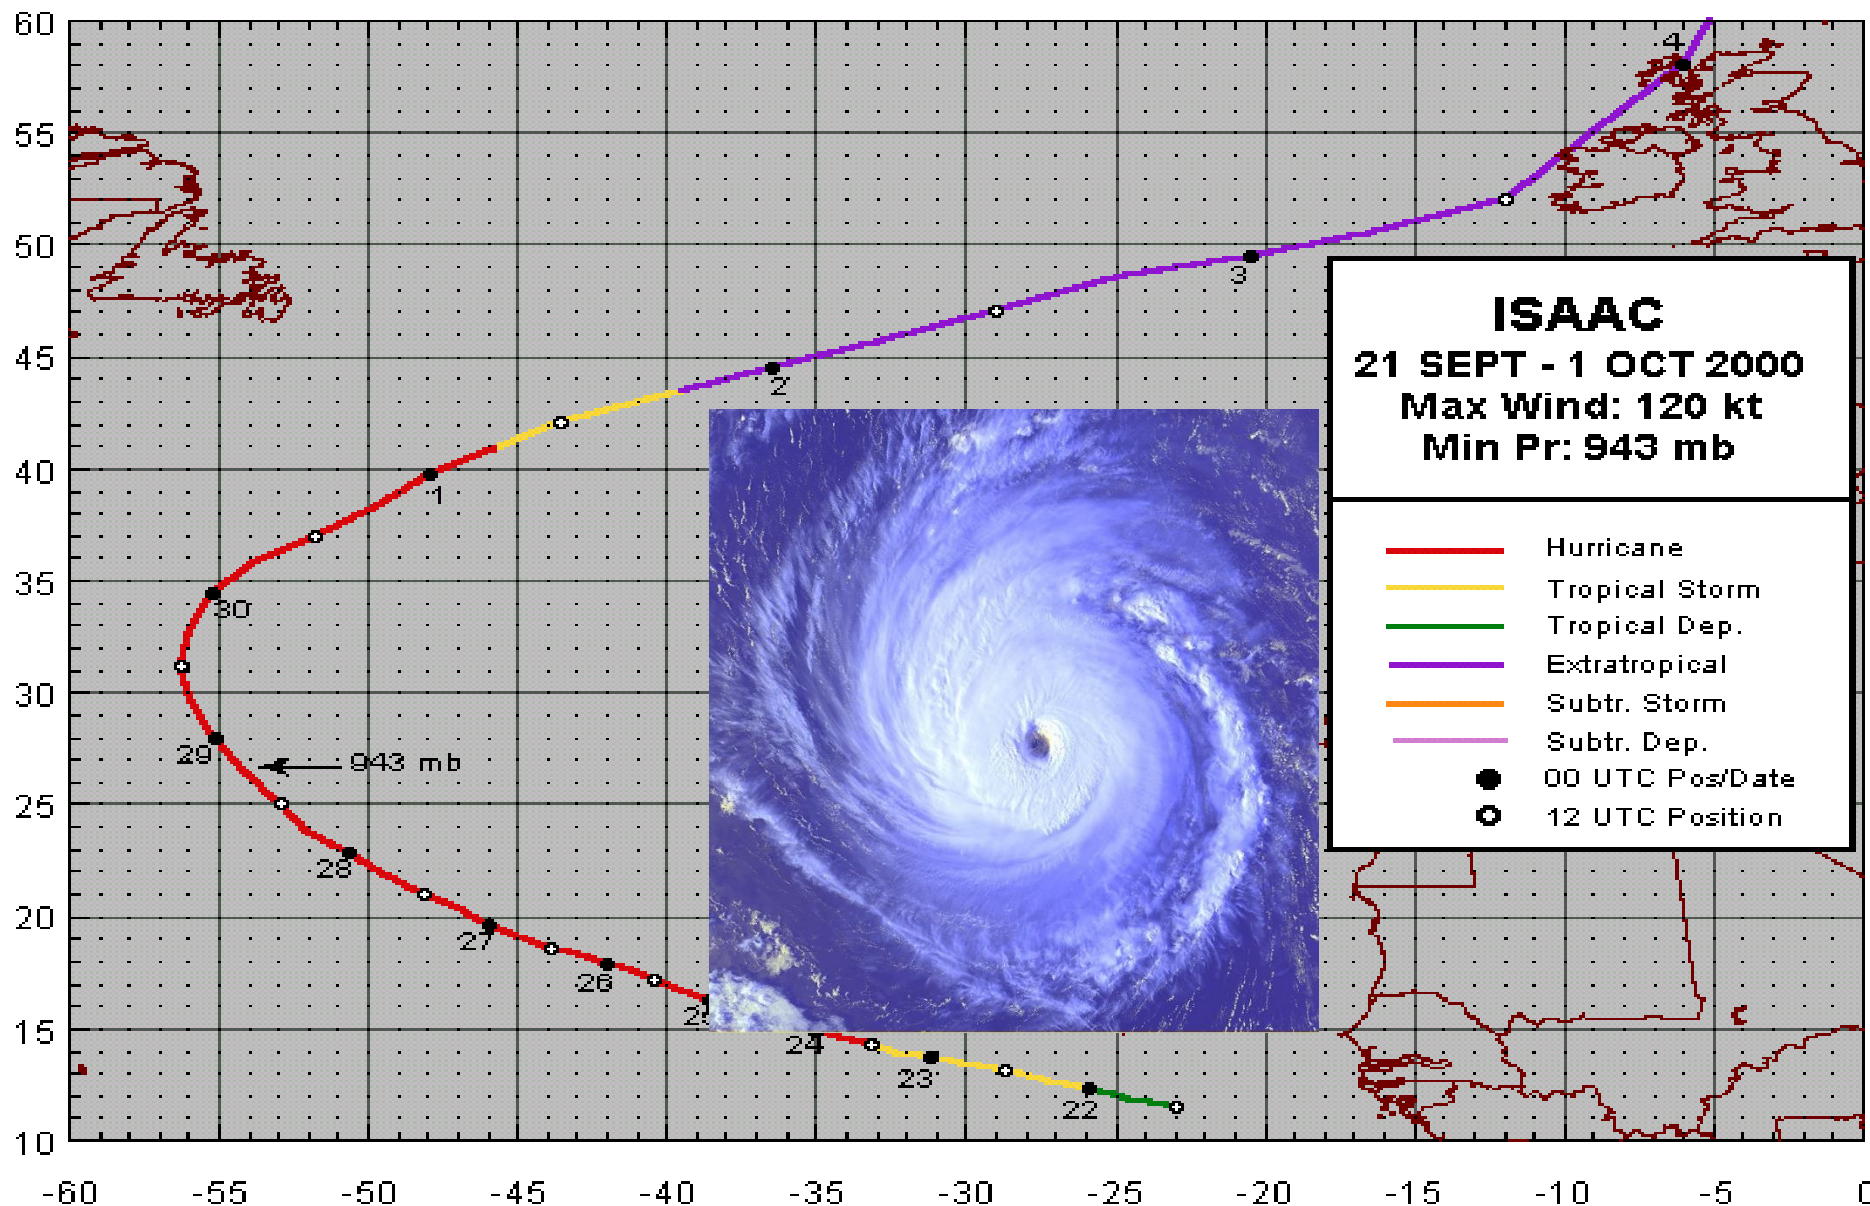 60
4
55
50
3
ISAAC
21 SEPT - 1 OCT 2000
Max Wind: 120 kt
Min Pr: 943 mb
45
2
40
1
Hurricane
Tropical Storm
35
30
Tropical Dep.
Extratropical
30
Subtr. Storm
29
943 mb
Subtr. Dep.
00 UTC Pos/Date
25
12 UTC Position
28
20
27
26
15
24
23
22
10
-60 -55 -50 -45 -40 -35 -30 -25 -20 -15 -10 -5 0